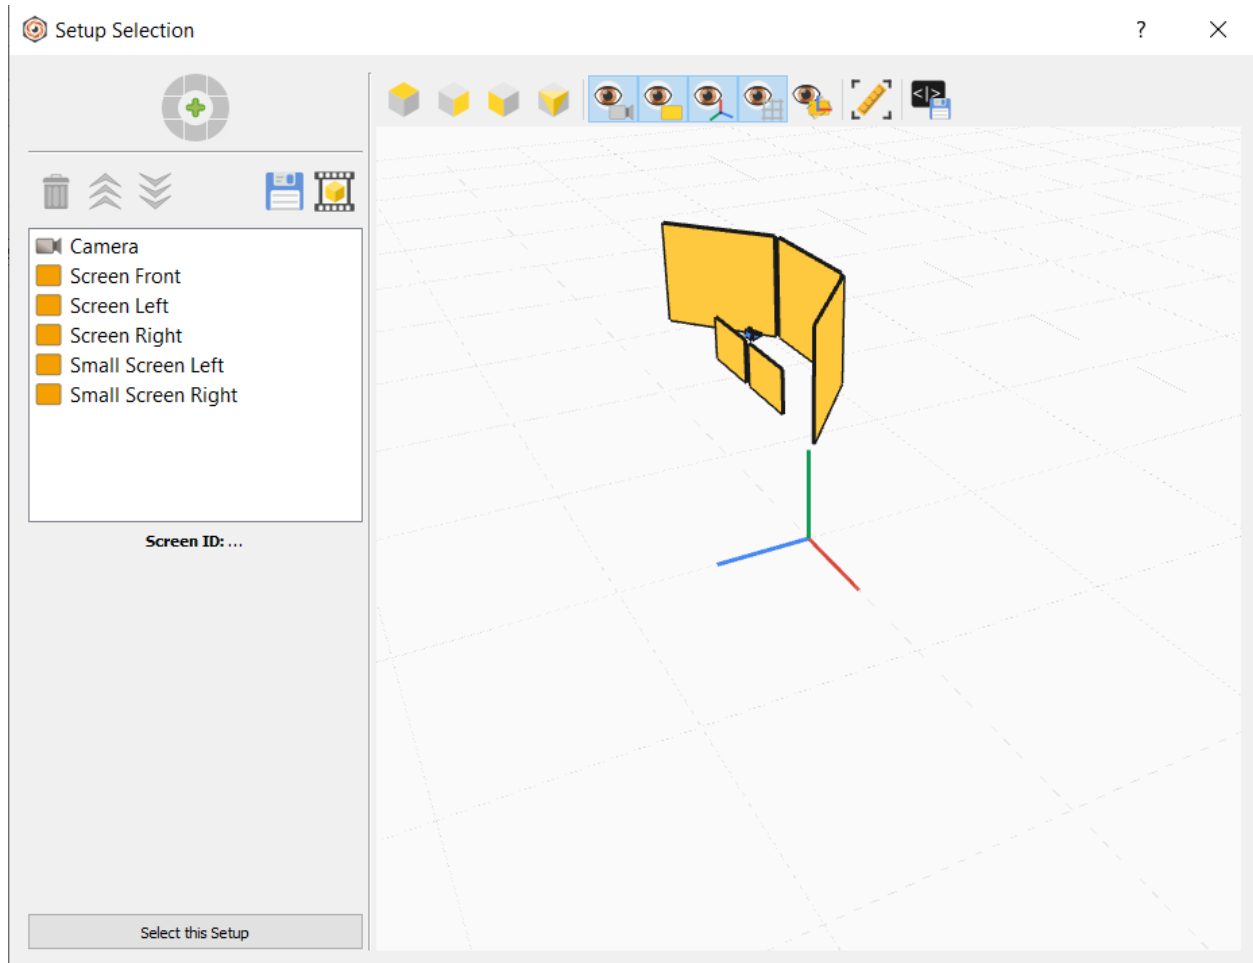 Setup Selection
?
Camera
Screen Front
Screen Left
Screen Right
Small Screen Left
Small Screen Right
Screen ID: ...
Select this Setup
<|>